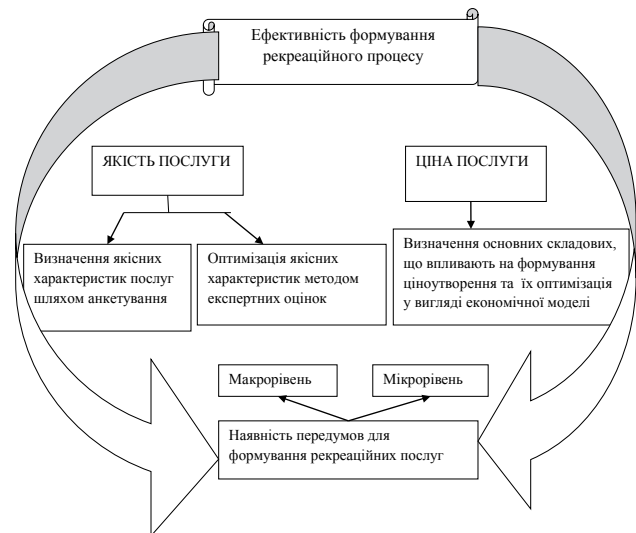 Ефективність формування
рекреаційного процесу
ЯКІСТЬ ПОСЛУГИ
ЦІНА ПОСЛУГИ
Визначення якісних
характеристик послуг
шляхом анкетування
Оптимізація якісних
характеристик методом
експертних оцінок
Визначення основних складових,
що впливають на формування
ціноутворення та їх оптимізація
у вигляді економічної моделі
Макрорівень
Мікрорівень
Наявність передумов для
формування рекреаційних послуг